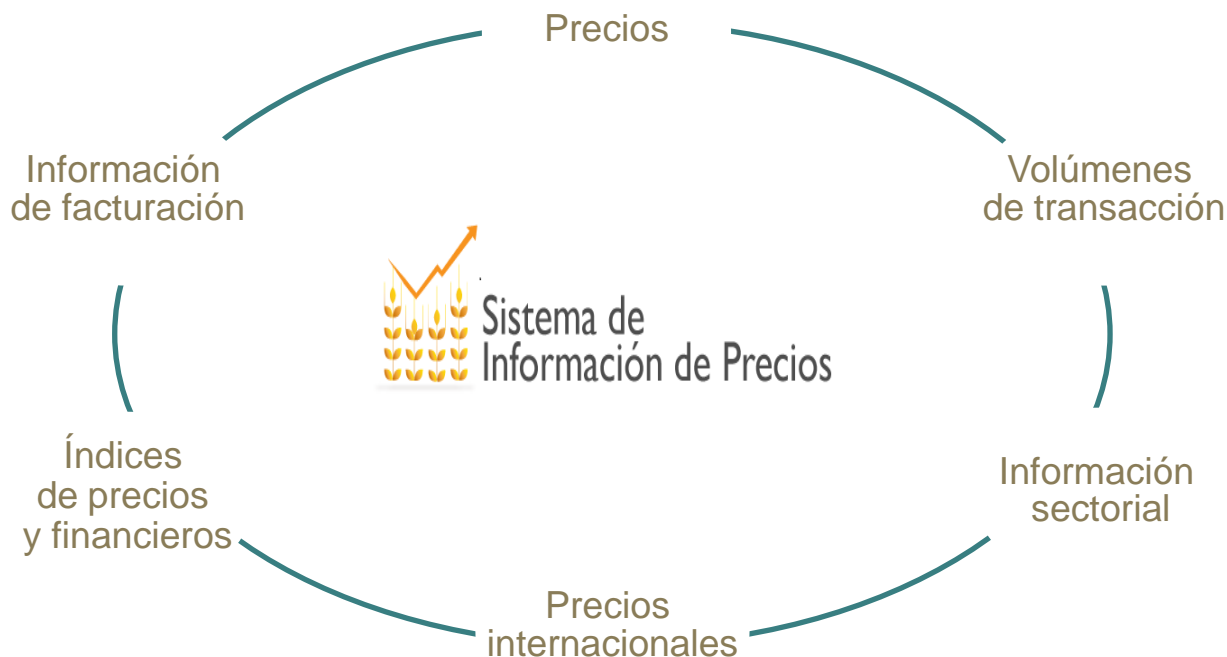 Precios
Volúmenes
de transacción
Información
sectorial
Precios
internacionales
Índices
de precios
y financieros
Información
de facturación
Sistema de
Información de Precios